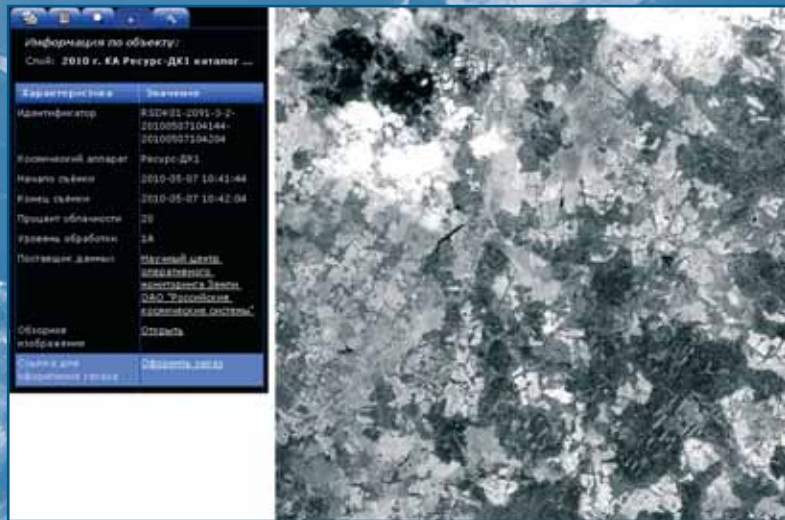 Информация по объекту:
Слой: 2010 г. КА Ресурс-ДК1 каталог ...
Характеристика Значение
Идентификатор RSDK01-2091-3-2-
20100507104144-
20100507104204
Космический аппарат Ресурс-ДК1
Начало съёмки 2010-05-07 10:41:44
Конец съёмки 2010-05-07 10:42:04
Процент облачности 20
Уровень обработки 1A
Поставщик данных Научный центр
оперативного
мониторинга Земли
ОАО "Российские
космические системы"
Обзорное
изображение Открыть
Ссылка для
оформления заказа Оформить заказ